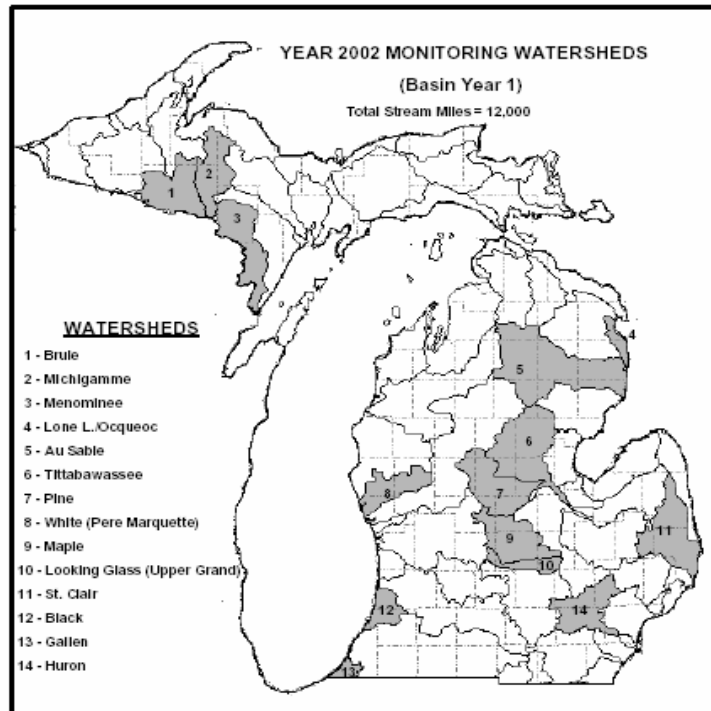 YEAR 2002 MONITORING WATERSHEDS
(Basin Year 1)
Total Stream Miles = 12,000
2
1
3
4
5
6
7
8
9
10
11
12
14
13
WATERSHEDS
1 - Brule
2 - Michigamme
3 - Menominee
4 - Lone L./Ocqueoc
5 - Au Sable
6 - Tittabawassee
7 - Pine
8 - White (Pere Marquette)
9 - Maple
10 - Looking Glass (Upper Grand)
11 - St. Clair
12 - Black
13 - Galien
14 - Huron